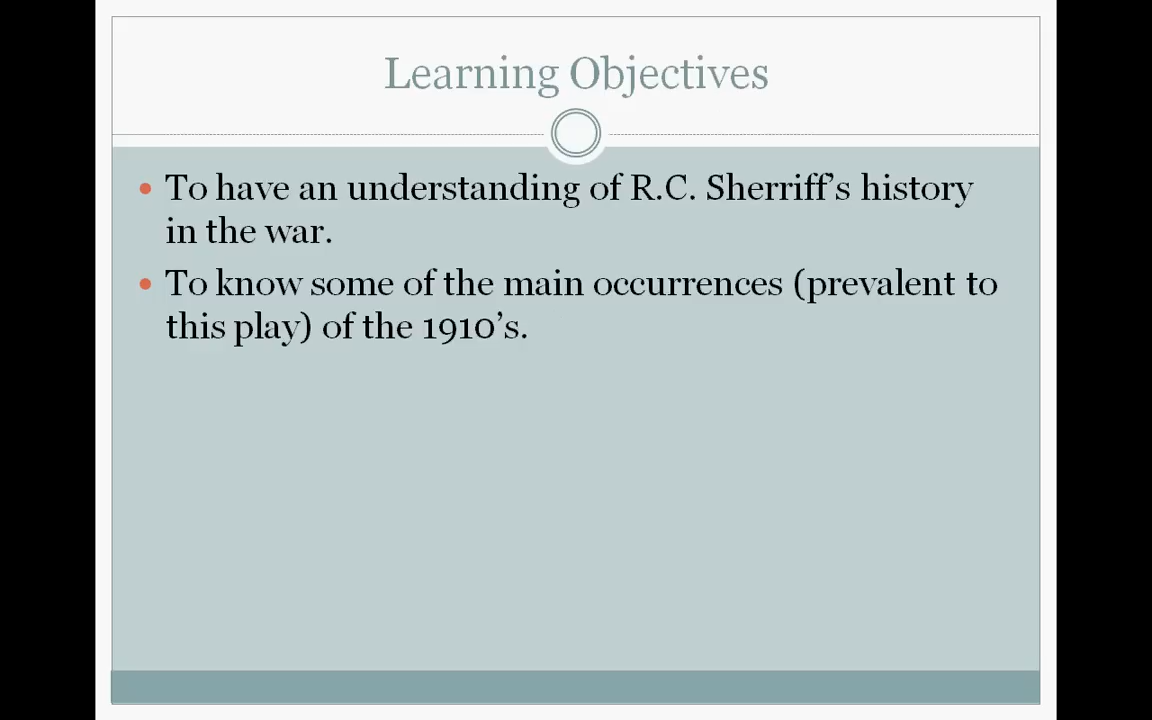 Learning Objectives
• To have an understanding of R.C. Sherriff’s history
in the war.
• To know some of the main occurrences (prevalent to
this play) of the 1910’s.